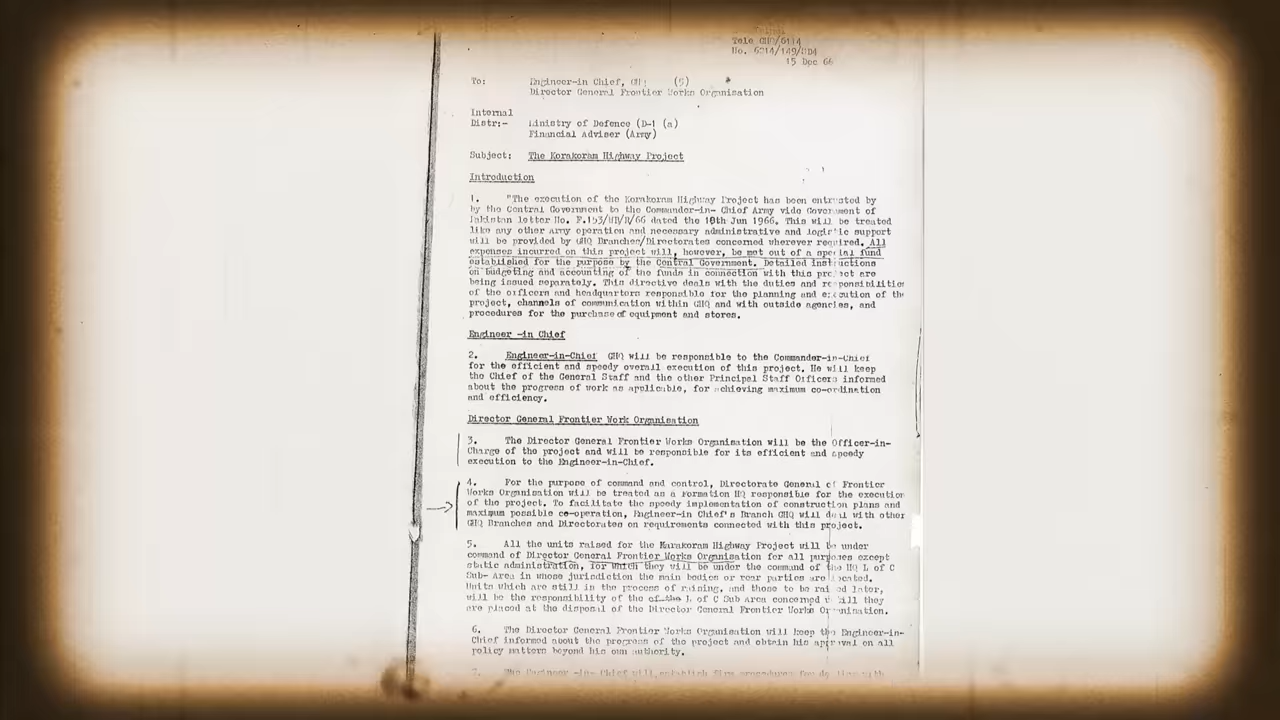 Tele GHQ/6114
No. 6214/149/SD4
15 Dec 66
To: Engineer-in Chief, GHQ (5)
Director General Frontier Works Organisation
Internal
Distr:- Ministry of Defence (D-1 (a)
Financial Adviser (Army)
Subject: The Korakoram Highway Project
Introduction
1. "The execution of the Korakoram Highway Project has been entrusted by
by the Central Government to the Commander-in- Chief Army vide Government of
Pakistan letter No. dated the 10th Jun 1966. This will be treated
like any other army operation and necessary administrative and logistic support
will be provided by GHQ Branches/Directorates concerned wherever required. All
expenses incurred on this project will, however, be met out of a special fund
established for the purpose by the Central Government. Detailed instructions
on budgeting and accounting of the funds in connection with this project are
being issued separately. This directive deals with the duties and responsibilities
of the officers and headquarters responsible for the planning and execution of the
project, channels of communication within GHQ and with outside agencies, and
procedures for the purchase of equipment and stores.
Engineer -in Chief
2. Engineer-in-Chief GHQ will be responsible to the Commander-in-Chief
for the efficient and speedy overall execution of this project. He will keep
the Chief of the General Staff and the other Principal Staff Officers informed
about the progress of work as applicable, for achieving maximum co-ordination
and efficiency.
Director General Frontier Work Organisation
3. The Director General Frontier Works Organisation will be the Officer-in-
Charge of the project and will be responsible for its efficient and speedy
execution to the Engineer-in-Chief.
4. For the purpose of command and control, Directorate General of Frontier
Works Organisation will be treated as a Formation HQ responsible for the execution
of the project. To facilitate the speedy implementation of construction plans and
maximum possible co-operation, Engineer in Chief's Branch GHQ will deal with other
GHQ Branches and Directorates on requirements connected with this project.
5. All the units raised for the Karakoram Highway Project will be under
command of Director General Frontier Works Organisation for all purposes except
static administration, for which they will be under the command of the HQ L of C
Sub- Area in whose jurisdiction the main bodies or rear parties are located.
Units which are still in the process of raising, and those to be raised later,
will be the responsibility of the of the L of C Sub Area concerned till they
are placed at the disposal of the Director General Frontier Works Organisation.
6. The Director General Frontier Works Organisation will keep the Engineer-in-
Chief informed about the progress of the project and obtain his approval on all
policy matters beyond his own authority.
7. The Engineer -in- Chief will establish firm procedures for dealing with